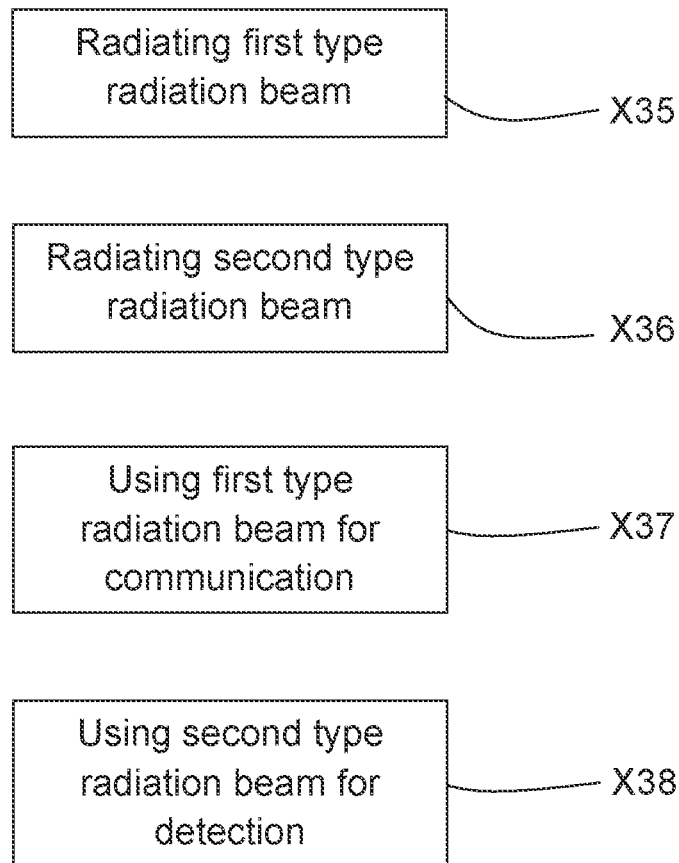 Radiating first type
radiation beam
X35
Radiating second type
radiation beam
X36
Using first type
radiation beam for
communication
X37
Using second type
radiation beam for
detection
X38